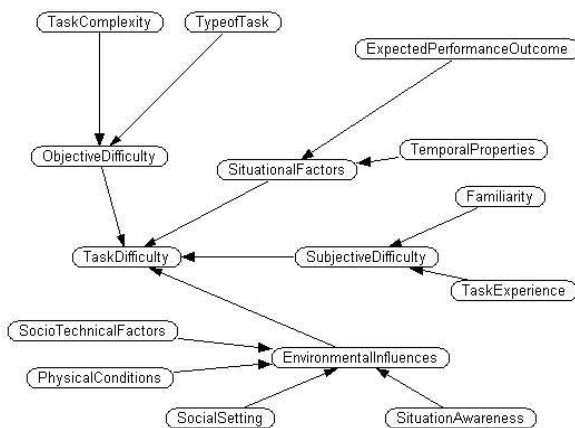 TaskComplexity
TypeofTask
ExpectedPerformanceOutcome
ObjectiveDifficulty
TemporalProperties
SituationalFactors
Familiarity
TaskDifficulty
SubjectiveDifficulty
TaskExperience
SocioTechnicalFactors
EnvironmentalInfluences
PhysicalConditions
SocialSetting
SituationAwareness